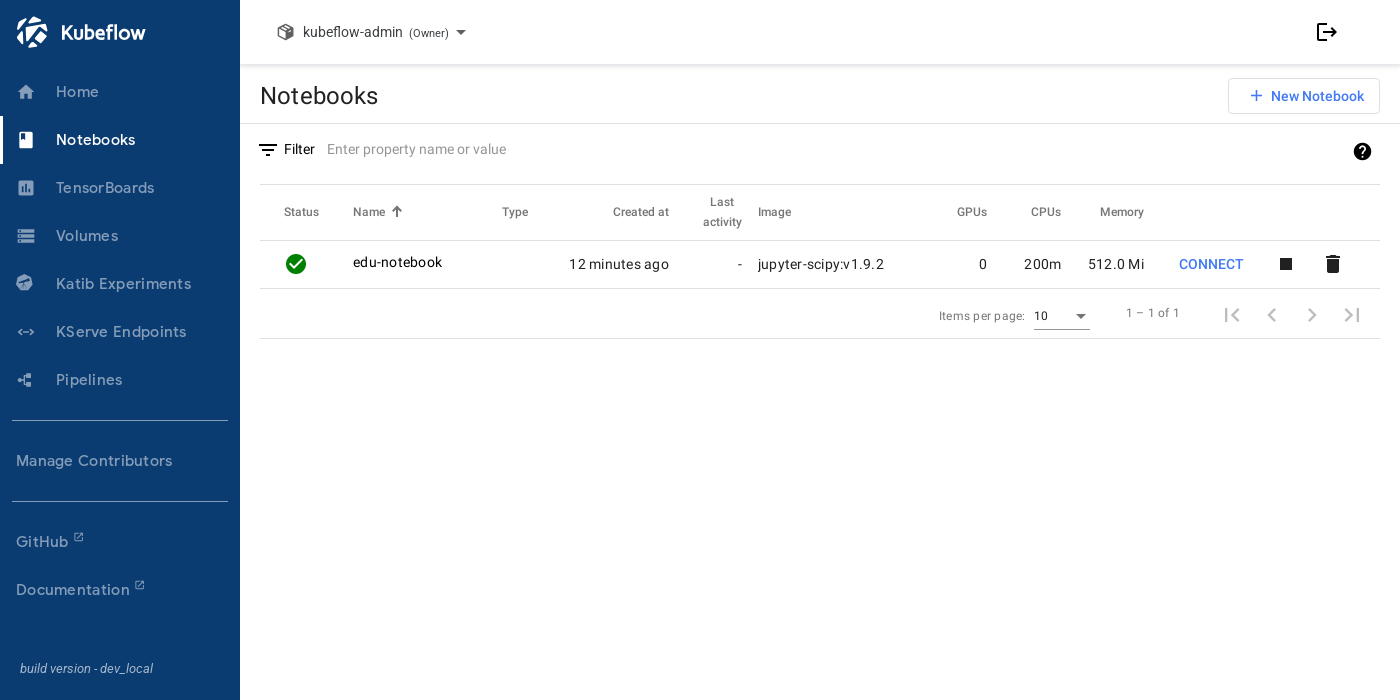 Kubeflow
kubeflow-admin (Owner)
Home
Notebooks
TensorBoards
Volumes
Katib Experiments
KServe Endpoints
Pipelines
Manage Contributors
GitHub
Documentation
build version - dev_local
Notebooks
New Notebook
Filter Enter property name or value
Status Name Type Created at Last activity Image GPUs CPUs Memory
edu-notebook 12 minutes ago - jupyter-scipy:v1.9.2 0 200m 512.0 Mi CONNECT
Items per page: 10 1 – 1 of 1